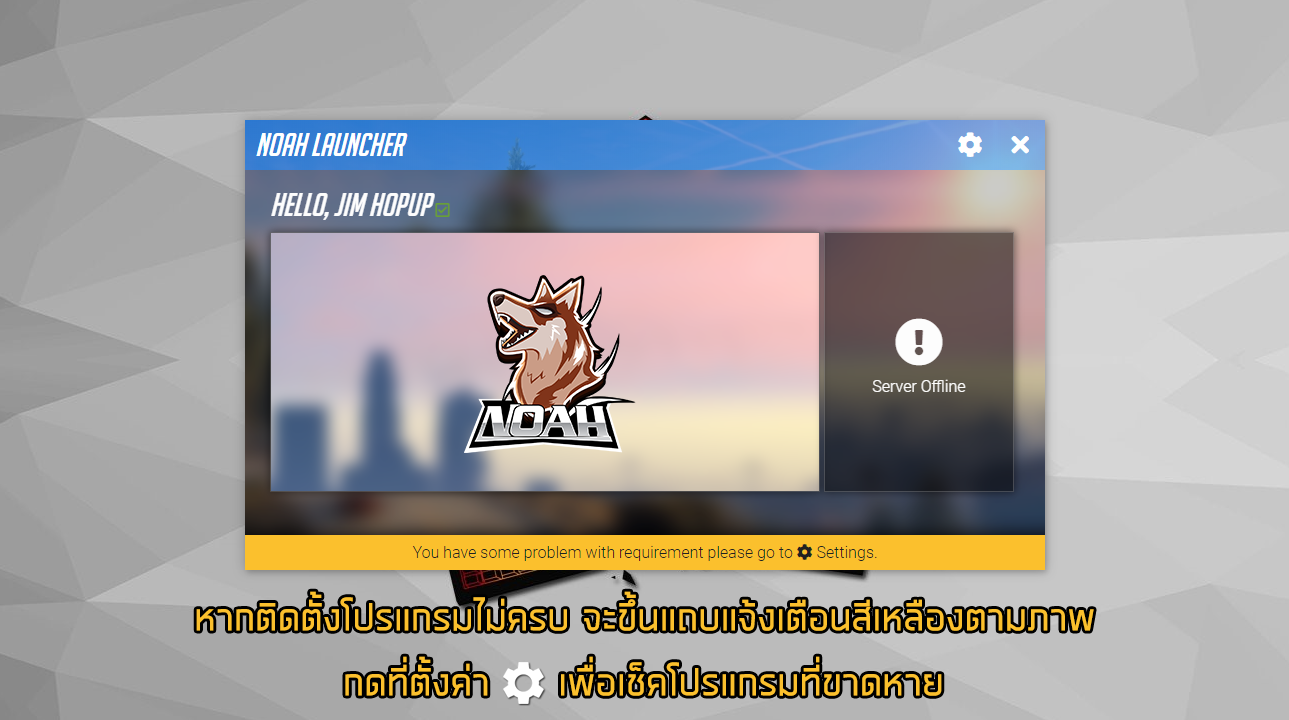 NOAH LAUNCHER
HELLO, JIM HOPUP
NOAH
Server Offline
You have some problem with requirement please go to Settings.
หากติดตั้งโปรแกรมไม่ครบ จะขึ้นแถบแจ้งเตือนสีเหลืองตามภาพ
กดที่ตั้งค่า เพื่อเช็คโปรแกรมที่ขาดหาย